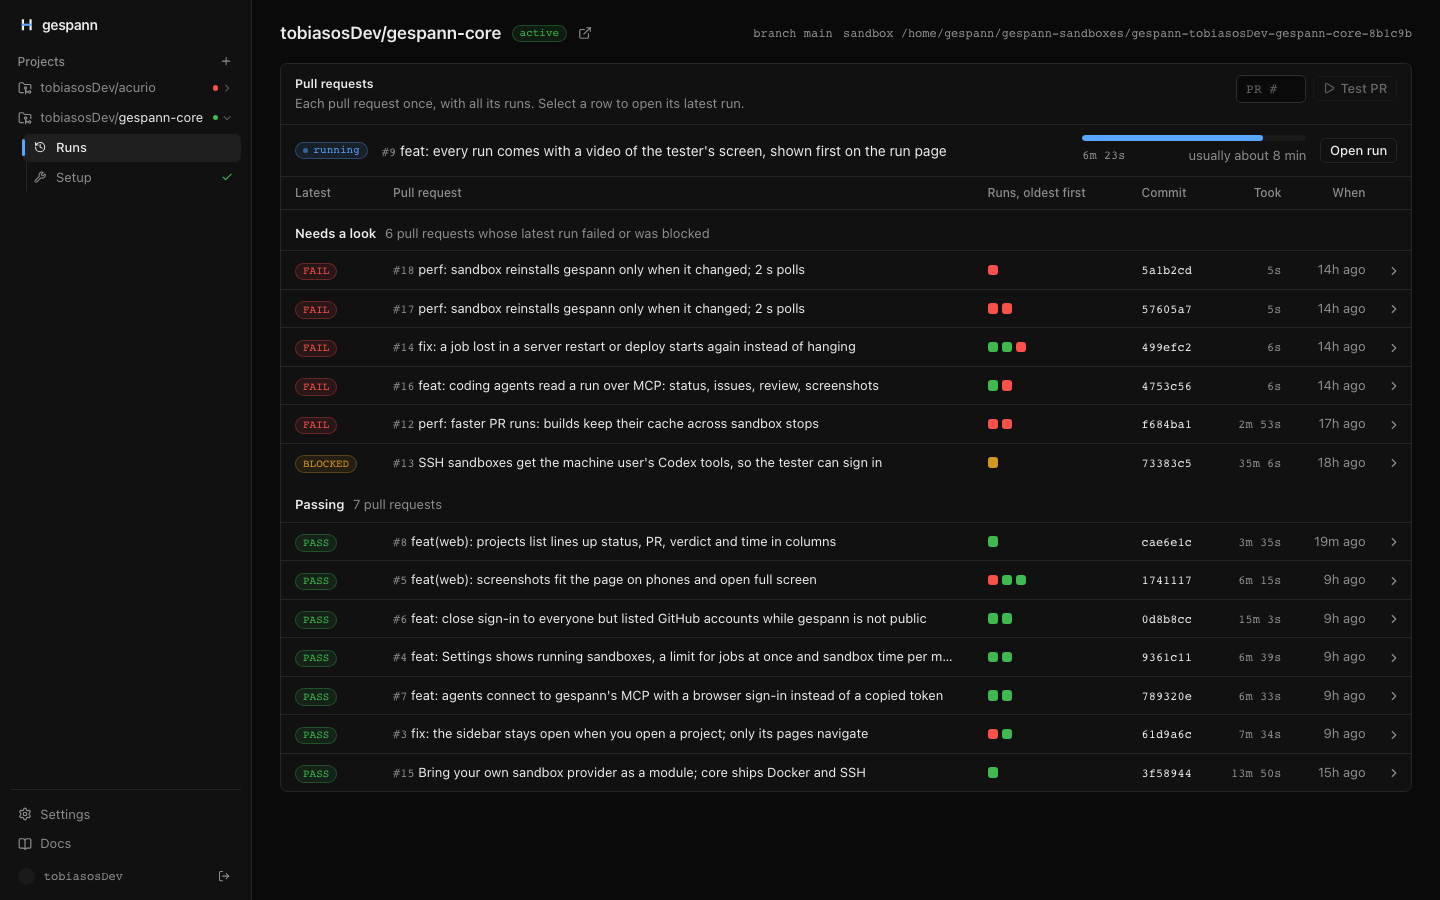 gespann
Projects
tobiasosDev/acurio
tobiasosDev/gespann-core
Runs
Setup
Settings
Docs
tobiasosDev
tobiasosDev/gespann-core active
branch main sandbox /home/gespann/gespann-sandboxes/gespann-tobiasosDev-gespann-core-8b1c9b
Pull requests
Each pull request once, with all its runs. Select a row to open its latest run.
PR # Test PR
running #9 feat: every run comes with a video of the tester's screen, shown first on the run page 6m 23s usually about 8 min Open run
Latest Pull request Runs, oldest first Commit Took When
Needs a look 6 pull requests whose latest run failed or was blocked
FAIL #18 perf: sandbox reinstalls gespann only when it changed; 2 s polls 5a1b2cd 5s 14h ago
FAIL #17 perf: sandbox reinstalls gespann only when it changed; 2 s polls 57605a7 5s 14h ago
FAIL #14 fix: a job lost in a server restart or deploy starts again instead of hanging 499efc2 6s 14h ago
FAIL #16 feat: coding agents read a run over MCP: status, issues, review, screenshots 4753c56 6s 14h ago
FAIL #12 perf: faster PR runs: builds keep their cache across sandbox stops f684ba1 2m 53s 17h ago
BLOCKED #13 SSH sandboxes get the machine user's Codex tools, so the tester can sign in 73383c5 35m 6s 18h ago
Passing 7 pull requests
PASS #8 feat(web): projects list lines up status, PR, verdict and time in columns cae6e1c 3m 35s 19m ago
PASS #5 feat(web): screenshots fit the page on phones and open full screen 1741117 6m 15s 9h ago
PASS #6 feat: close sign-in to everyone but listed GitHub accounts while gespann is not public 0d8b8cc 15m 3s 9h ago
PASS #4 feat: Settings shows running sandboxes, a limit for jobs at once and sandbox time per m... 9361c11 6m 39s 9h ago
PASS #7 feat: agents connect to gespann's MCP with a browser sign-in instead of a copied token 789320e 6m 33s 9h ago
PASS #3 fix: the sidebar stays open when you open a project; only its pages navigate 61d9a6c 7m 34s 9h ago
PASS #15 Bring your own sandbox provider as a module; core ships Docker and SSH 3f58944 13m 50s 15h ago